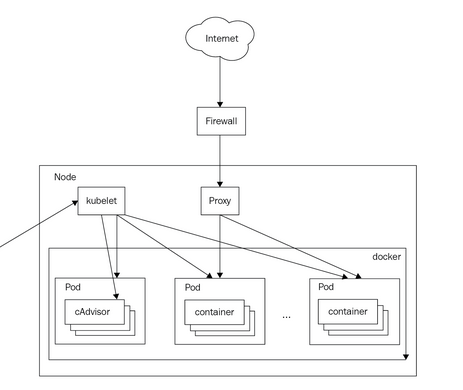 Internet
Firewall
Node
kubelet
Proxy
docker
Pod
Pod
Pod
cAdvisor
container
...
container